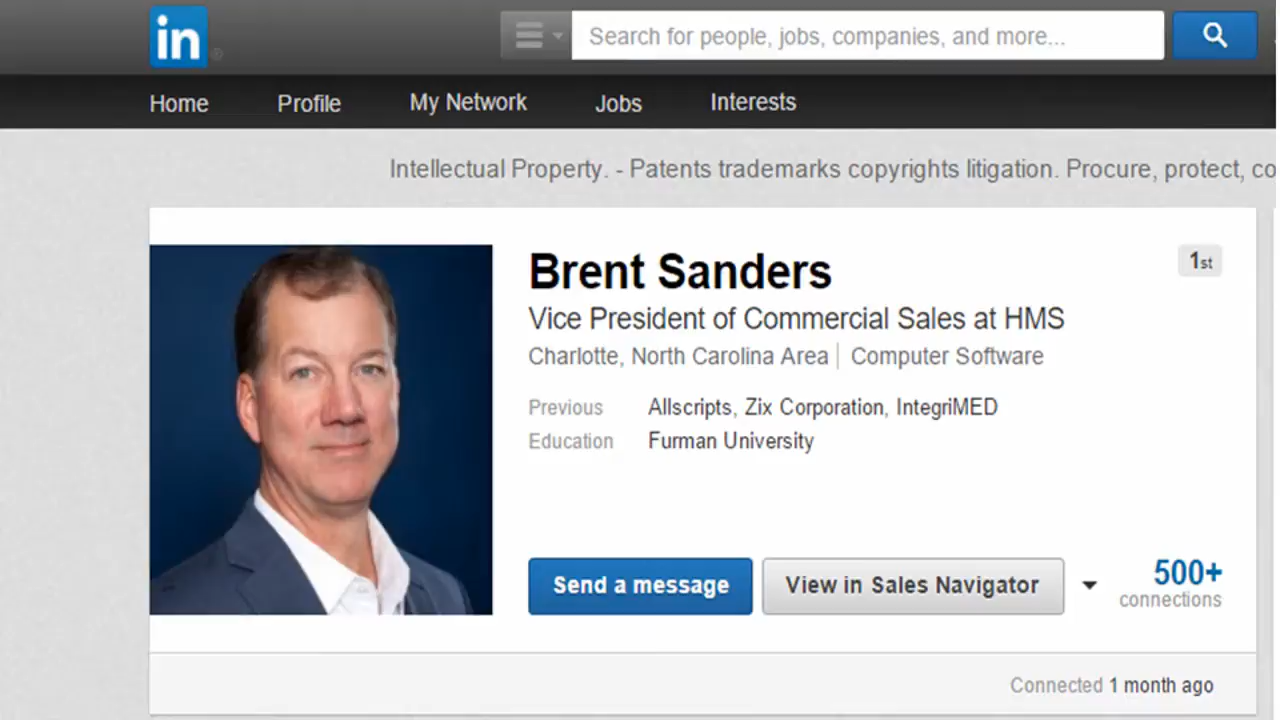 in
Search for people, jobs, companies, and more...
Home Profile My Network Jobs Interests
Intellectual Property. - Patents trademarks copyrights litigation. Procure, protect, co
Brent Sanders
1st
Vice President of Commercial Sales at HMS
Charlotte, North Carolina Area | Computer Software
Previous Allscripts, Zix Corporation, IntegriMED
Education Furman University
Send a message View in Sales Navigator 500+
connections
Connected 1 month ago